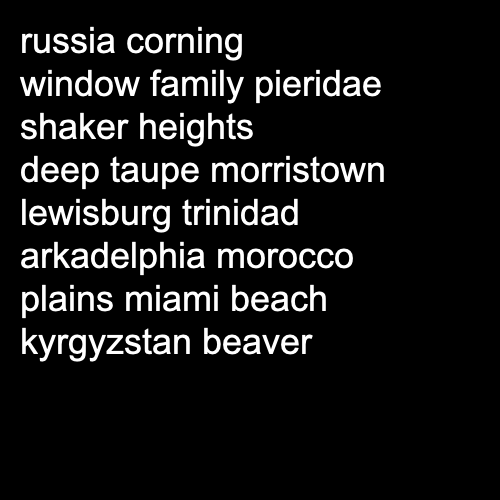 russia corning
window family pieridae
shaker heights
deep taupe morristown
lewisburg trinidad
arkadelphia morocco
plains miami beach
kyrgyzstan beaver